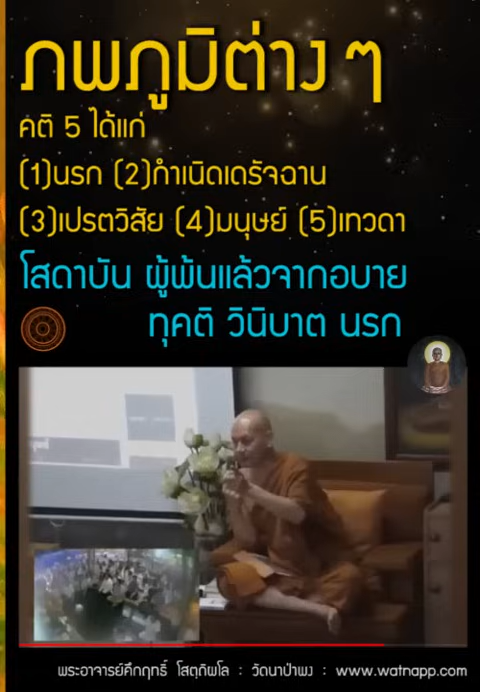 ภพภูมิต่าง ๆ
คติ 5 ได้แก่
(1)นรก (2)กำเนิดเดรัจฉาน
(3)เปรตวิสัย (4)มนุษย์ (5)เทวดา
โสดาบัน ผู้พ้นแล้วจากอบาย
ทุคติ วินิบาต นรก
พระอาจารย์คึกฤทธิ์ โสตฺถิผโล : วัดนาป่าพง : www.watnapp.com